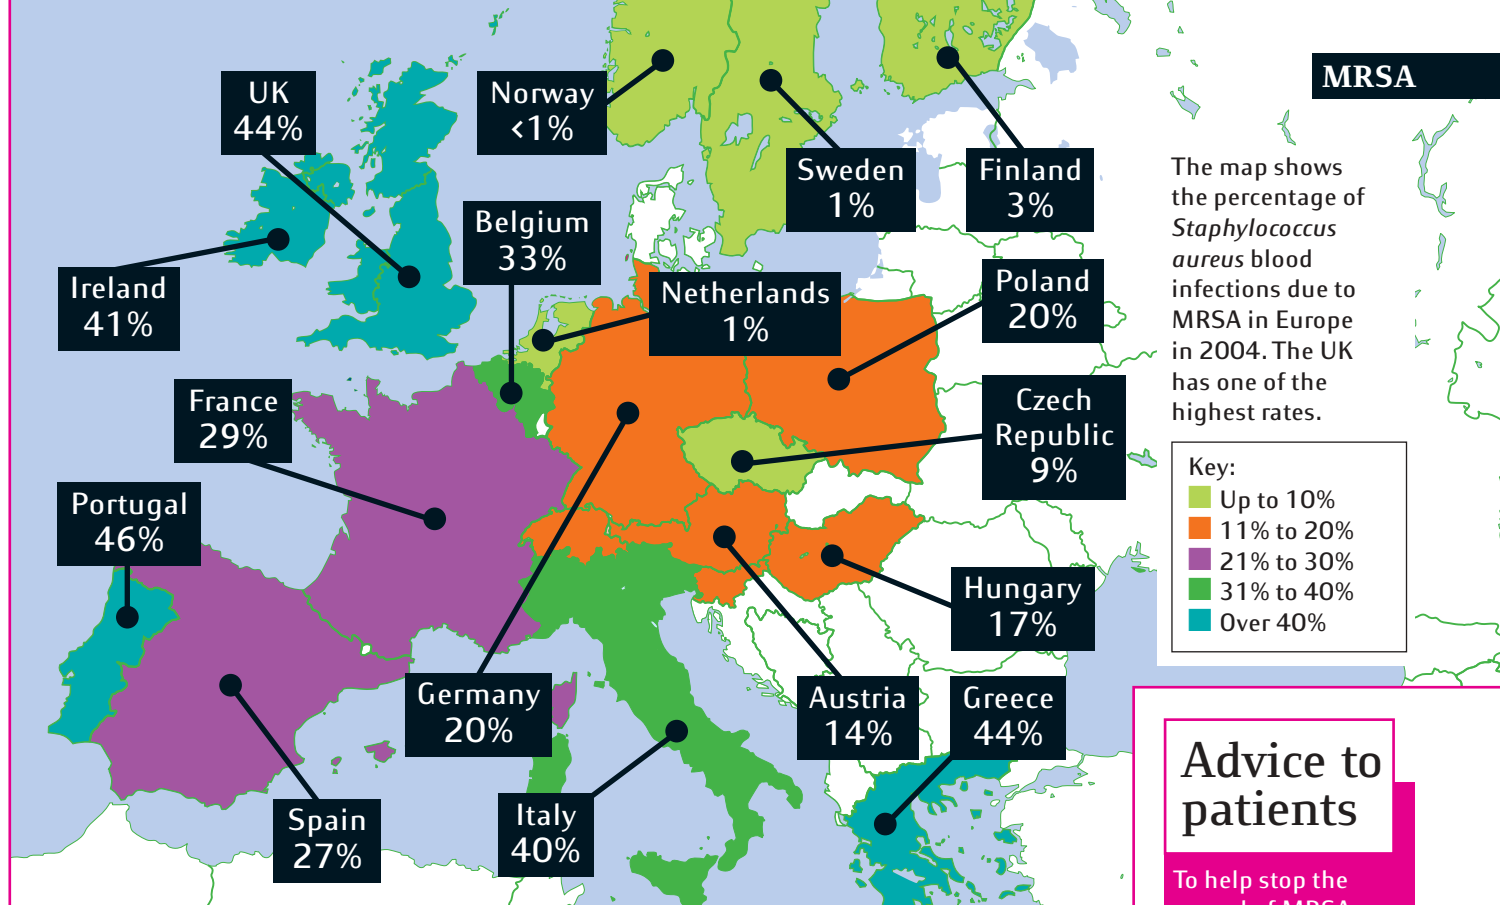 MRSA
UK
44%
Norway
<1%
Sweden
1%
Finland
3%
Belgium
33%
Ireland
41%
Netherlands
1%
Poland
20%
France
29%
Czech
Republic
9%
Portugal
46%
Hungary
17%
Germany
20%
Austria
14%
Greece
44%
Spain
27%
Italy
40%
The map shows
the percentage of
Staphylococcus
aureus blood
infections due to
MRSA in Europe
in 2004. The UK
has one of the
highest rates.
Key:
Up to 10%
11% to 20%
21% to 30%
31% to 40%
Over 40%
Advice to
patients
To help stop the
spread of MRSA